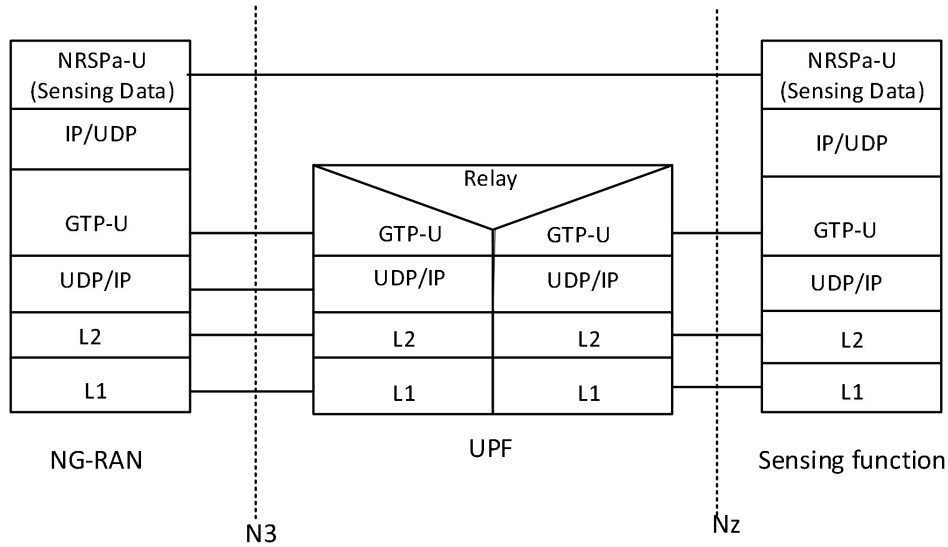 NRSPa-U
(Sensing Data)
IP/UDP
GTP-U
UDP/IP
L2
L1
NG-RAN
N3
Relay
GTP-U GTP-U
UDP/IP UDP/IP
L2 L2
L1 L1
UPF
Nz
NRSPa-U
(Sensing Data)
IP/UDP
GTP-U
UDP/IP
L2
L1
Sensing function